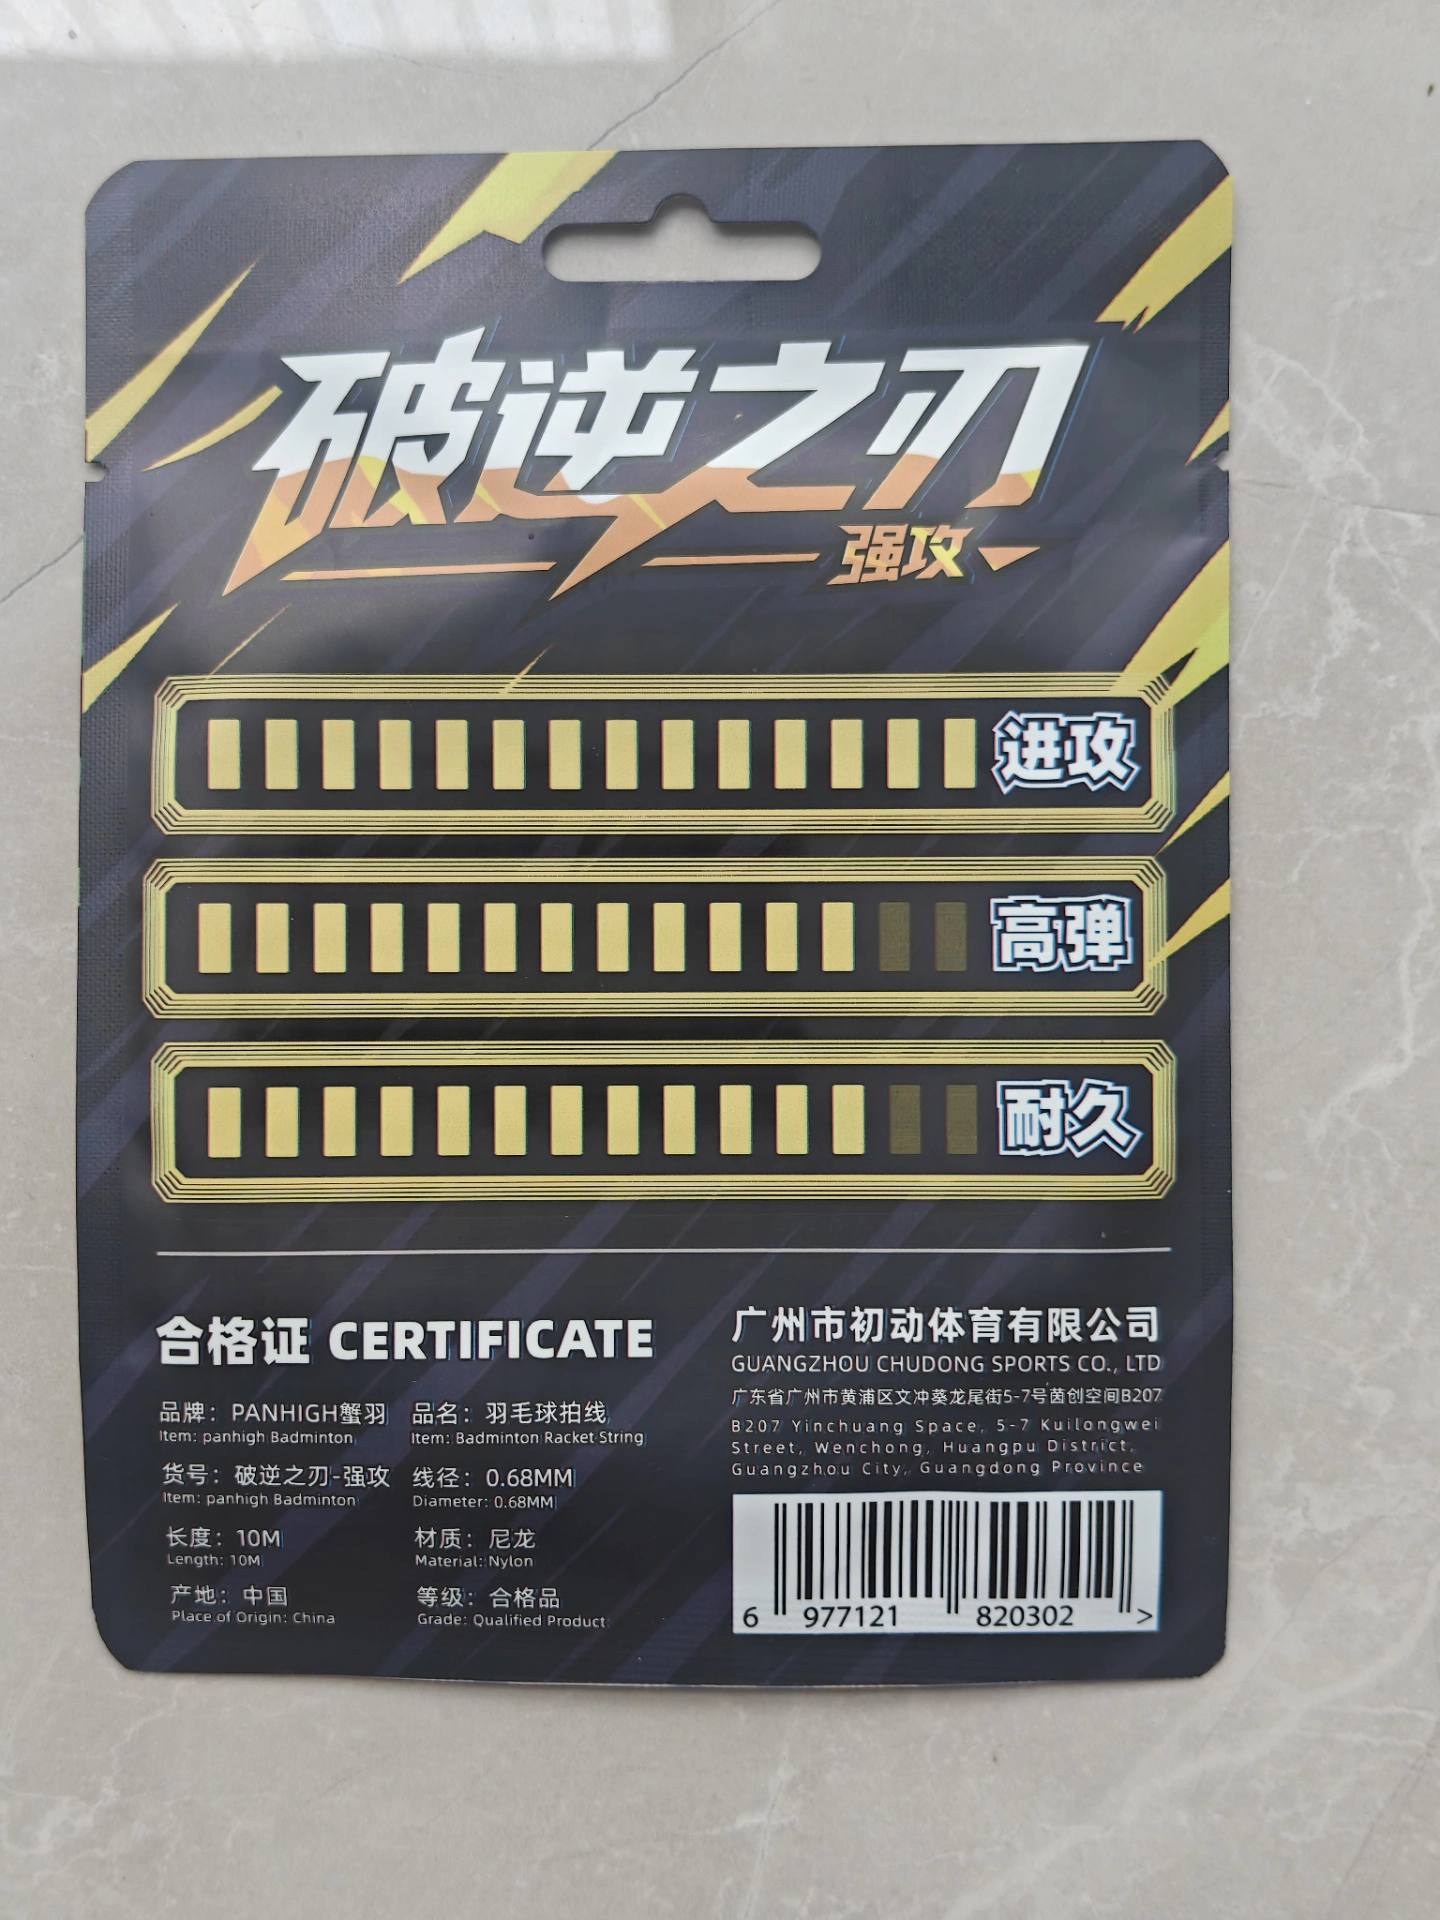 破逆之刃
强攻
进攻
高弹
耐久
合格证 CERTIFICATE
品牌：PANHIGH蟹羽
Item: panhigh Badminton
品名：羽毛球拍线
Item: Badminton Racket String
货号：破逆之刃-强攻
Item: panhigh Badminton
线径：0.68MM
Diameter: 0.68MM
长度：10M
Length: 10M
材质：尼龙
Material: Nylon
产地：中国
Place of Origin: China
等级：合格品
Grade: Qualified Product
广州市初动体育有限公司
GUANGZHOU CHUDONG SPORTS CO., LTD
广东省广州市黄浦区文冲葵龙尾街5-7号茵创空间B207
B207 Yinchuang Space, 5-7 Kuilongwei
Street, Wenchong, Huangpu District,
Guangzhou City, Guangdong Province
6 977121 820302 >